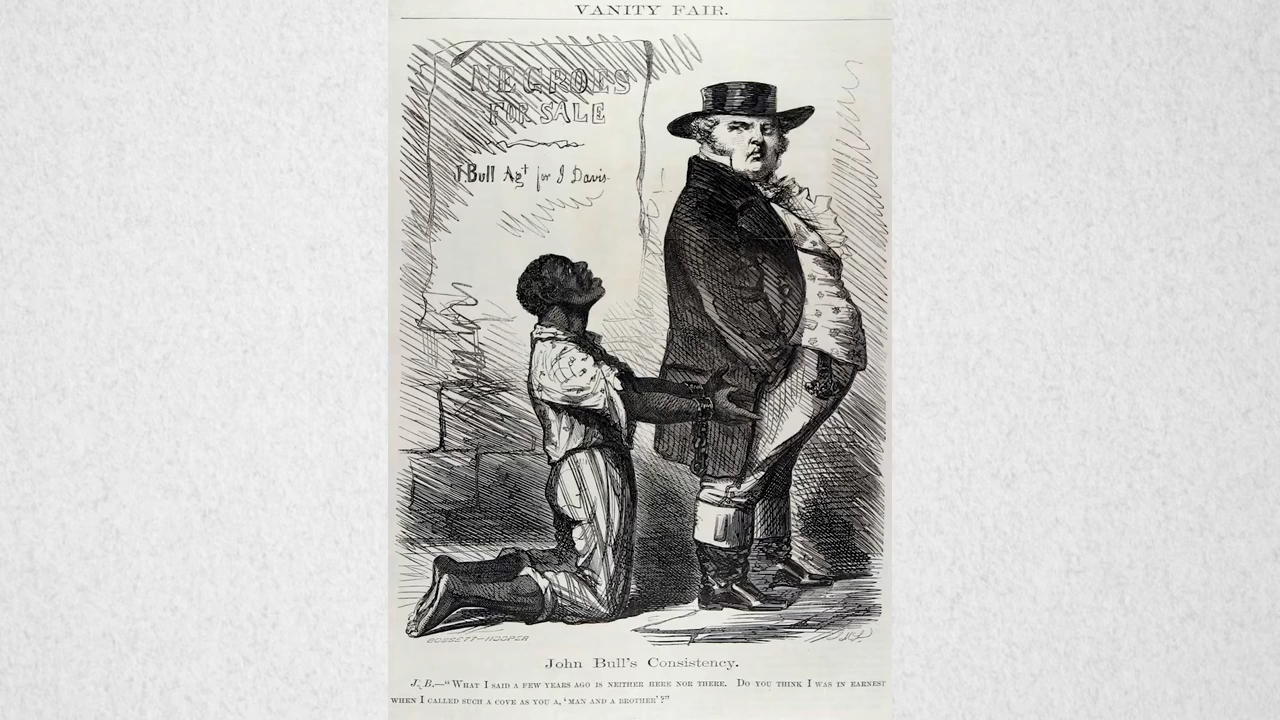 VANITY FAIR.
NEGROES
FOR SALE
J. Bull Agt for J Davis
BOBBETT—HOOPER
John Bull's Consistency.
J. B.—"WHAT I SAID A FEW YEARS AGO IS NEITHER HERE NOR THERE. DO YOU THINK I WAS IN EARNEST
WHEN I CALLED SUCH A COVE AS YOU A, 'MAN AND A BROTHER'?"